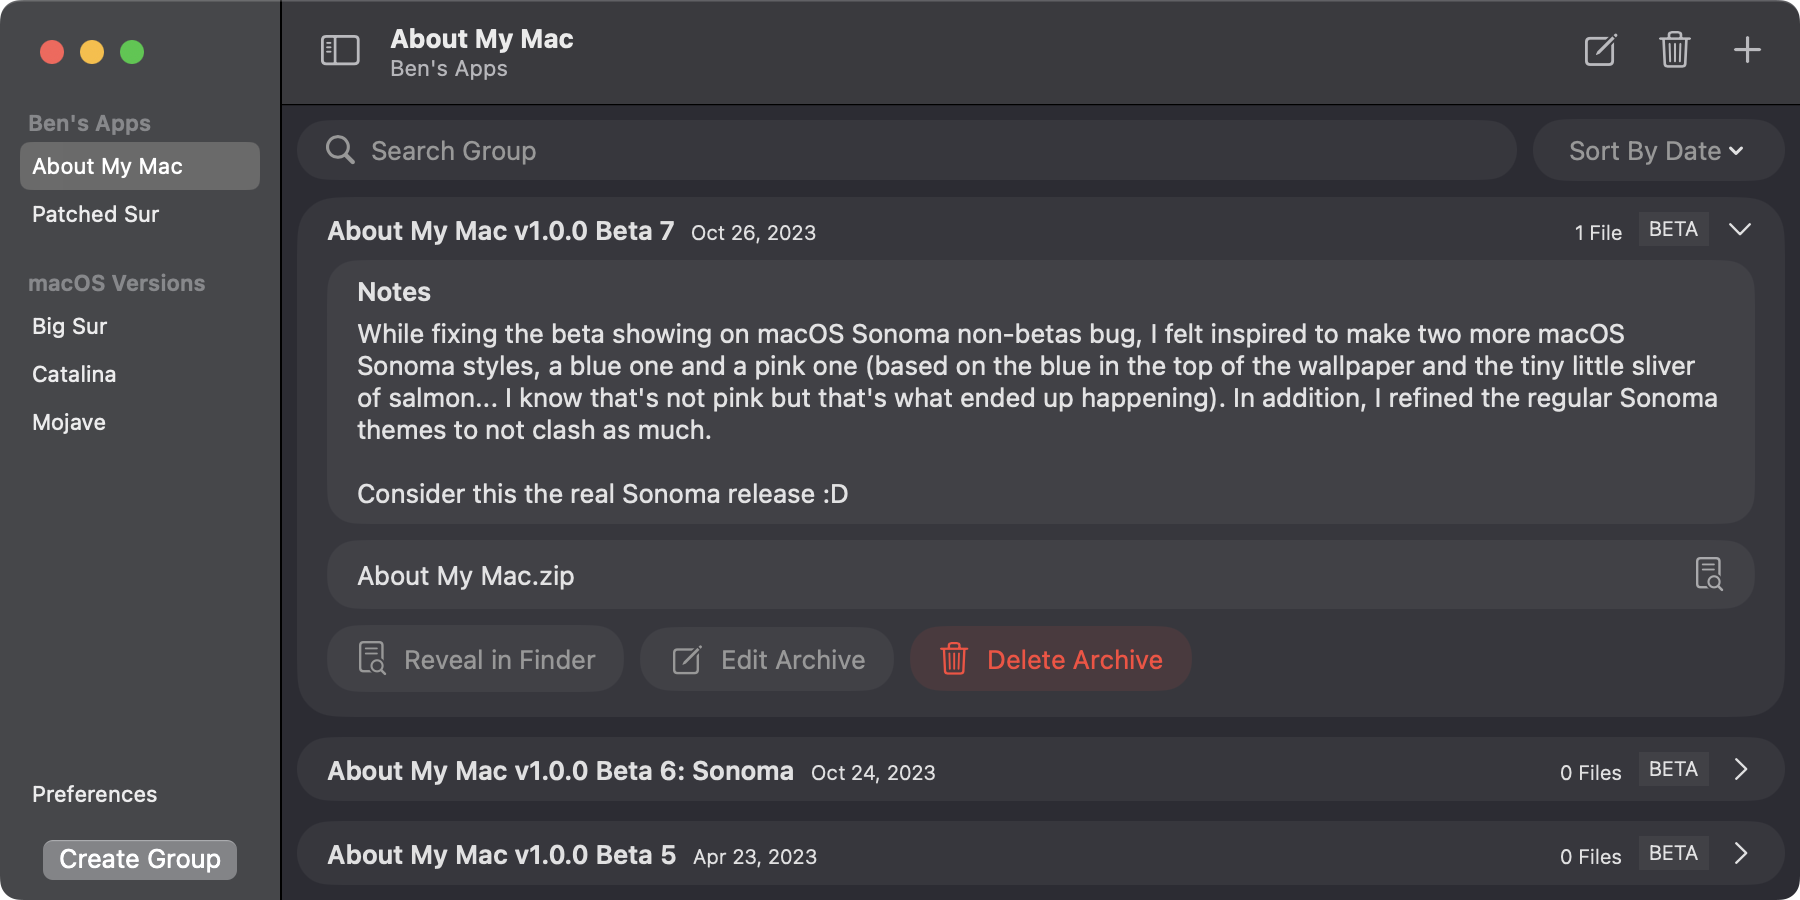 Ben's Apps
About My Mac
Patched Sur
macOS Versions
Big Sur
Catalina
Mojave
Preferences
Create Group
About My Mac
Ben's Apps
Search Group
Sort By Date
About My Mac v1.0.0 Beta 7 Oct 26, 2023 1 File BETA
Notes
While fixing the beta showing on macOS Sonoma non-betas bug, I felt inspired to make two more macOS
Sonoma styles, a blue one and a pink one (based on the blue in the top of the wallpaper and the tiny little sliver
of salmon... I know that's not pink but that's what ended up happening). In addition, I refined the regular Sonoma
themes to not clash as much.
Consider this the real Sonoma release :D
About My Mac.zip
Reveal in Finder Edit Archive Delete Archive
About My Mac v1.0.0 Beta 6: Sonoma Oct 24, 2023 0 Files BETA
About My Mac v1.0.0 Beta 5 Apr 23, 2023 0 Files BETA